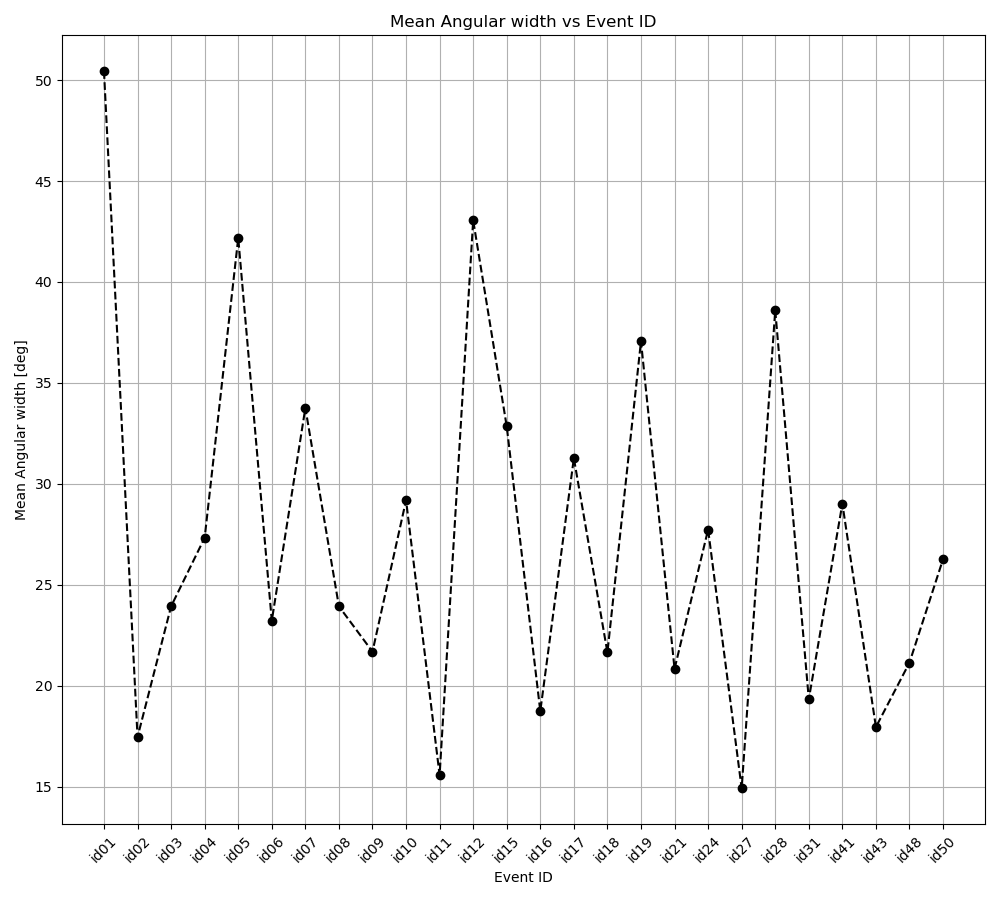 Mean Angular width vs Event ID
Mean Angular width [deg]
50
45
40
35
30
25
20
15
id01
id02
id03
id04
id05
id06
id07
id08
id09
id10
id11
id12
id15
id16
id17
id18
id19
id21
id24
id27
id28
id31
id41
id43
id48
id50
Event ID